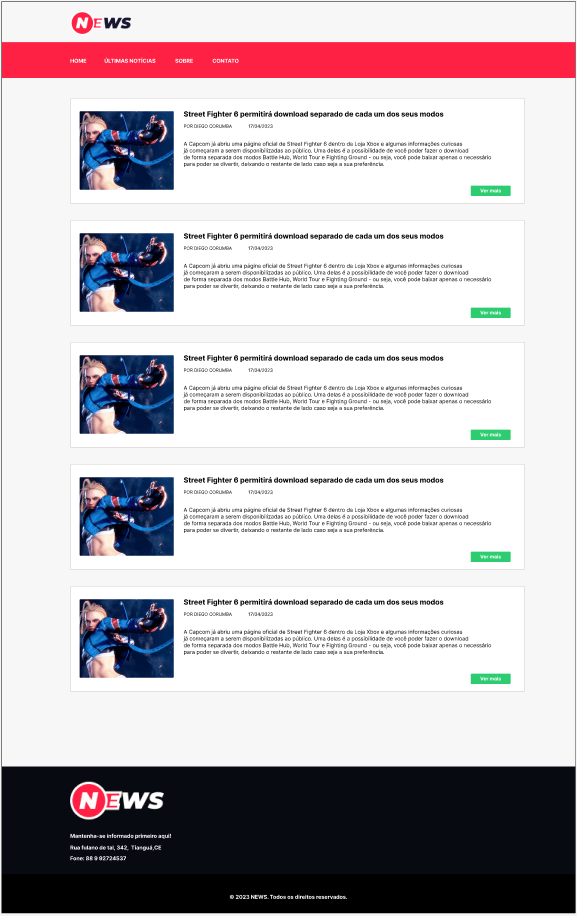 NEWS
HOME ÚLTIMAS NOTÍCIAS SOBRE CONTATO
Street Fighter 6 permitirá download separado de cada um dos seus modos
POR DIEGO CORUMBA 17/04/2023
A Capcom já abriu uma página oficial de Street Fighter 6 dentro da Loja Xbox e algumas informações curiosas
já começaram a serem disponibilizadas ao público. Uma delas é a possibilidade de você poder fazer o download
de forma separada dos modos Battle Hub, World Tour e Fighting Ground - ou seja, você pode baixar apenas o necessário
para poder se divertir, deixando o restante de lado caso seja a sua preferência.
Ver mais
Street Fighter 6 permitirá download separado de cada um dos seus modos
POR DIEGO CORUMBA 17/04/2023
A Capcom já abriu uma página oficial de Street Fighter 6 dentro da Loja Xbox e algumas informações curiosas
já começaram a serem disponibilizadas ao público. Uma delas é a possibilidade de você poder fazer o download
de forma separada dos modos Battle Hub, World Tour e Fighting Ground - ou seja, você pode baixar apenas o necessário
para poder se divertir, deixando o restante de lado caso seja a sua preferência.
Ver mais
Street Fighter 6 permitirá download separado de cada um dos seus modos
POR DIEGO CORUMBA 17/04/2023
A Capcom já abriu uma página oficial de Street Fighter 6 dentro da Loja Xbox e algumas informações curiosas
já começaram a serem disponibilizadas ao público. Uma delas é a possibilidade de você poder fazer o download
de forma separada dos modos Battle Hub, World Tour e Fighting Ground - ou seja, você pode baixar apenas o necessário
para poder se divertir, deixando o restante de lado caso seja a sua preferência.
Ver mais
Street Fighter 6 permitirá download separado de cada um dos seus modos
POR DIEGO CORUMBA 17/04/2023
A Capcom já abriu uma página oficial de Street Fighter 6 dentro da Loja Xbox e algumas informações curiosas
já começaram a serem disponibilizadas ao público. Uma delas é a possibilidade de você poder fazer o download
de forma separada dos modos Battle Hub, World Tour e Fighting Ground - ou seja, você pode baixar apenas o necessário
para poder se divertir, deixando o restante de lado caso seja a sua preferência.
Ver mais
Street Fighter 6 permitirá download separado de cada um dos seus modos
POR DIEGO CORUMBA 17/04/2023
A Capcom já abriu uma página oficial de Street Fighter 6 dentro da Loja Xbox e algumas informações curiosas
já começaram a serem disponibilizadas ao público. Uma delas é a possibilidade de você poder fazer o download
de forma separada dos modos Battle Hub, World Tour e Fighting Ground - ou seja, você pode baixar apenas o necessário
para poder se divertir, deixando o restante de lado caso seja a sua preferência.
Ver mais
NEWS
Mantenha-se informado primeiro aqui!
Rua fulano de tal, 342, Tianguá,CE
Fone: 88 9 92724537
© 2023 NEWS. Todos os direitos reservados.